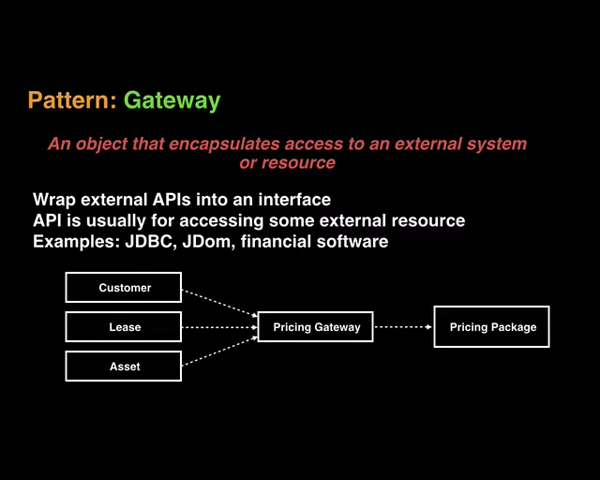 Pattern: Gateway
An object that encapsulates access to an external system
or resource
Wrap external APIs into an interface
API is usually for accessing some external resource
Examples: JDBC, JDom, financial software
Customer
Lease
Asset
Pricing Gateway
Pricing Package